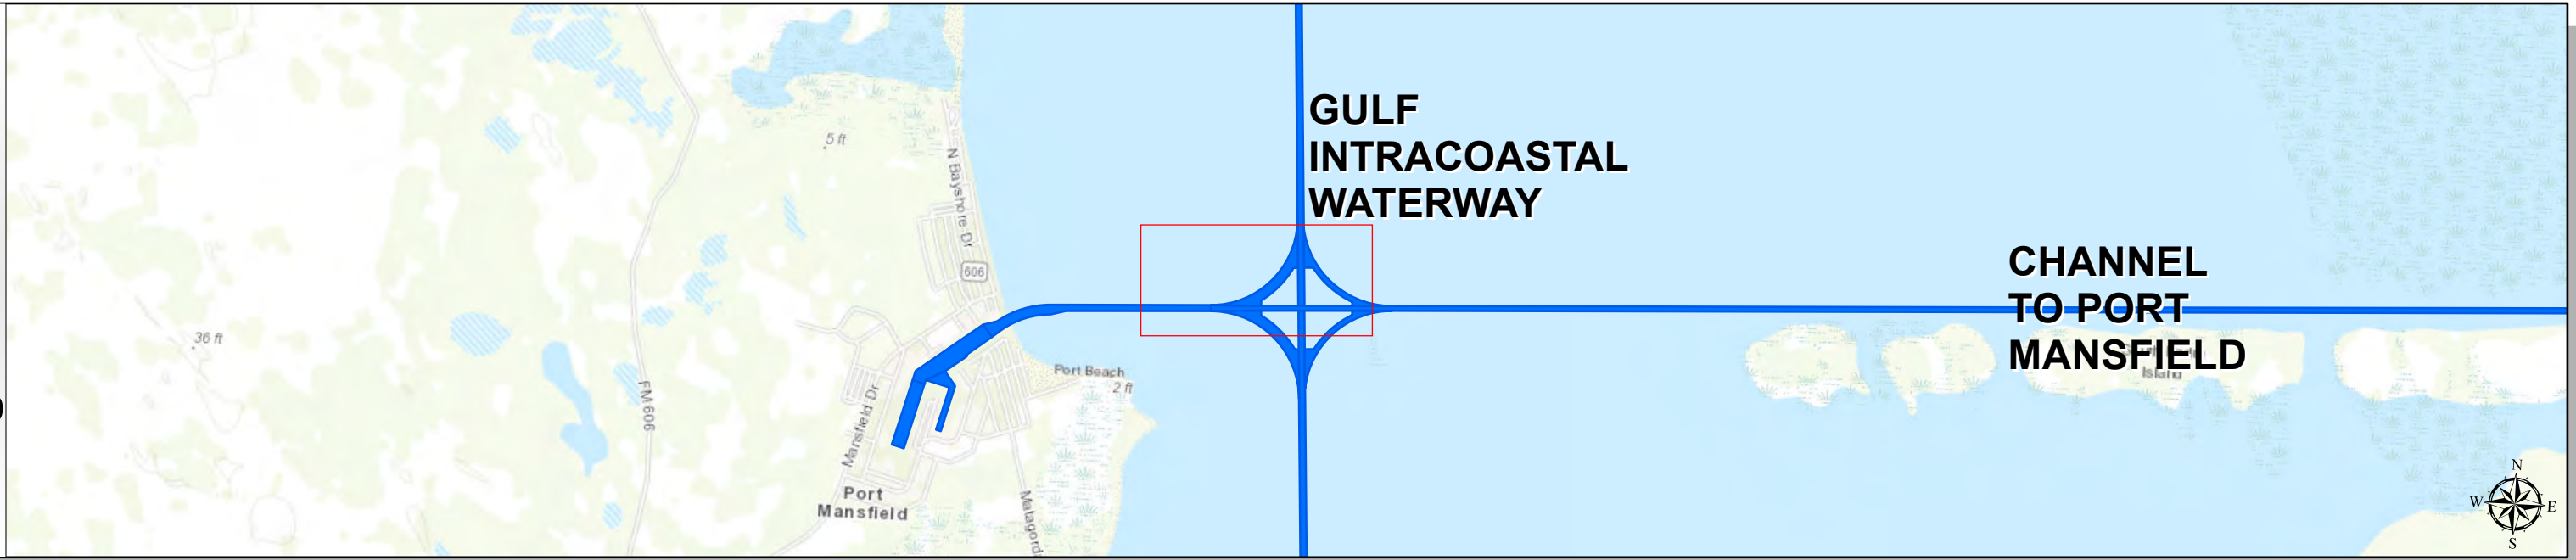 GULF
INTRACOASTAL
WATERWAY
CHANNEL
TO PORT
MANSFIELD
5 ft
N Bayshore Dr
606
36 ft
FM 606
Mansfield Dr
Port Beach
2 ft
Island
Port
Mansfield
Matagorda
N
W
E
S